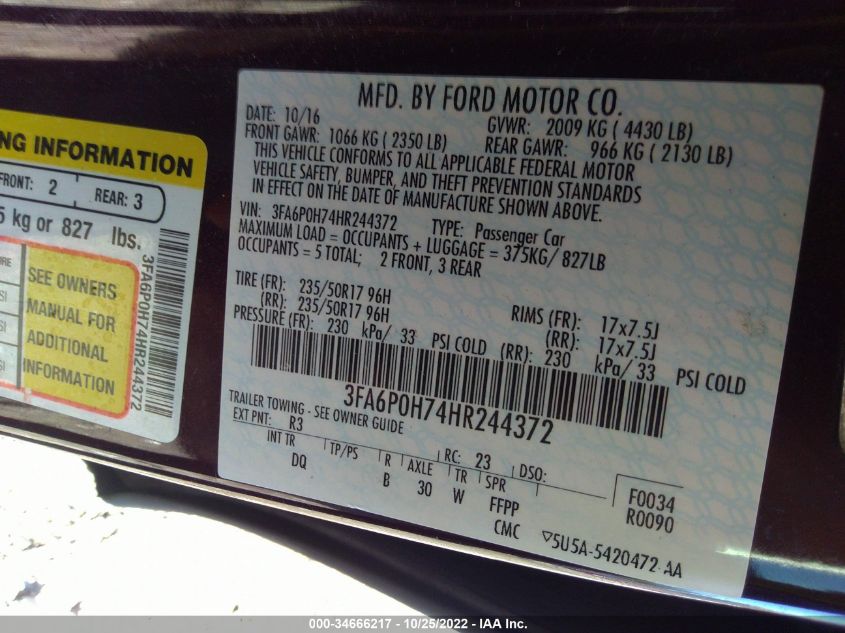 NG INFORMATION
FRONT: 2
REAR: 3
5 kg or 827 lbs.
SEE OWNERS
MANUAL FOR
ADDITIONAL
INFORMATION
3FA6P0H74HR244372
MFD. BY FORD MOTOR CO.
DATE: 10/16 GVWR: 2009 KG ( 4430 LB)
FRONT GAWR: 1066 KG ( 2350 LB) REAR GAWR: 966 KG ( 2130 LB)
THIS VEHICLE CONFORMS TO ALL APPLICABLE FEDERAL MOTOR
VEHICLE SAFETY, BUMPER, AND THEFT PREVENTION STANDARDS
IN EFFECT ON THE DATE OF MANUFACTURE SHOWN ABOVE.
VIN: 3FA6P0H74HR244372 TYPE: Passenger Car
MAXIMUM LOAD = OCCUPANTS + LUGGAGE = 375KG/ 827LB
OCCUPANTS = 5 TOTAL; 2 FRONT, 3 REAR
TIRE (FR): 235/50R17 96H RIMS (FR): 17x7.5J
(RR): 235/50R17 96H (RR): 17x7.5J
PRESSURE (FR): 230 kPa/ 33 PSI COLD (RR): 230 kPa/ 33 PSI COLD
3FA6P0H74HR244372
TRAILER TOWING - SEE OWNER GUIDE
EXT PNT: R3 RC: 23 DSO:
INT TR TP/PS R AXLE TR SPR
DQ B 30 W FFPP
CMC
F0034
R0090
5U5A-5420472-AA
000-34666217 - 10/25/2022 - IAA Inc.